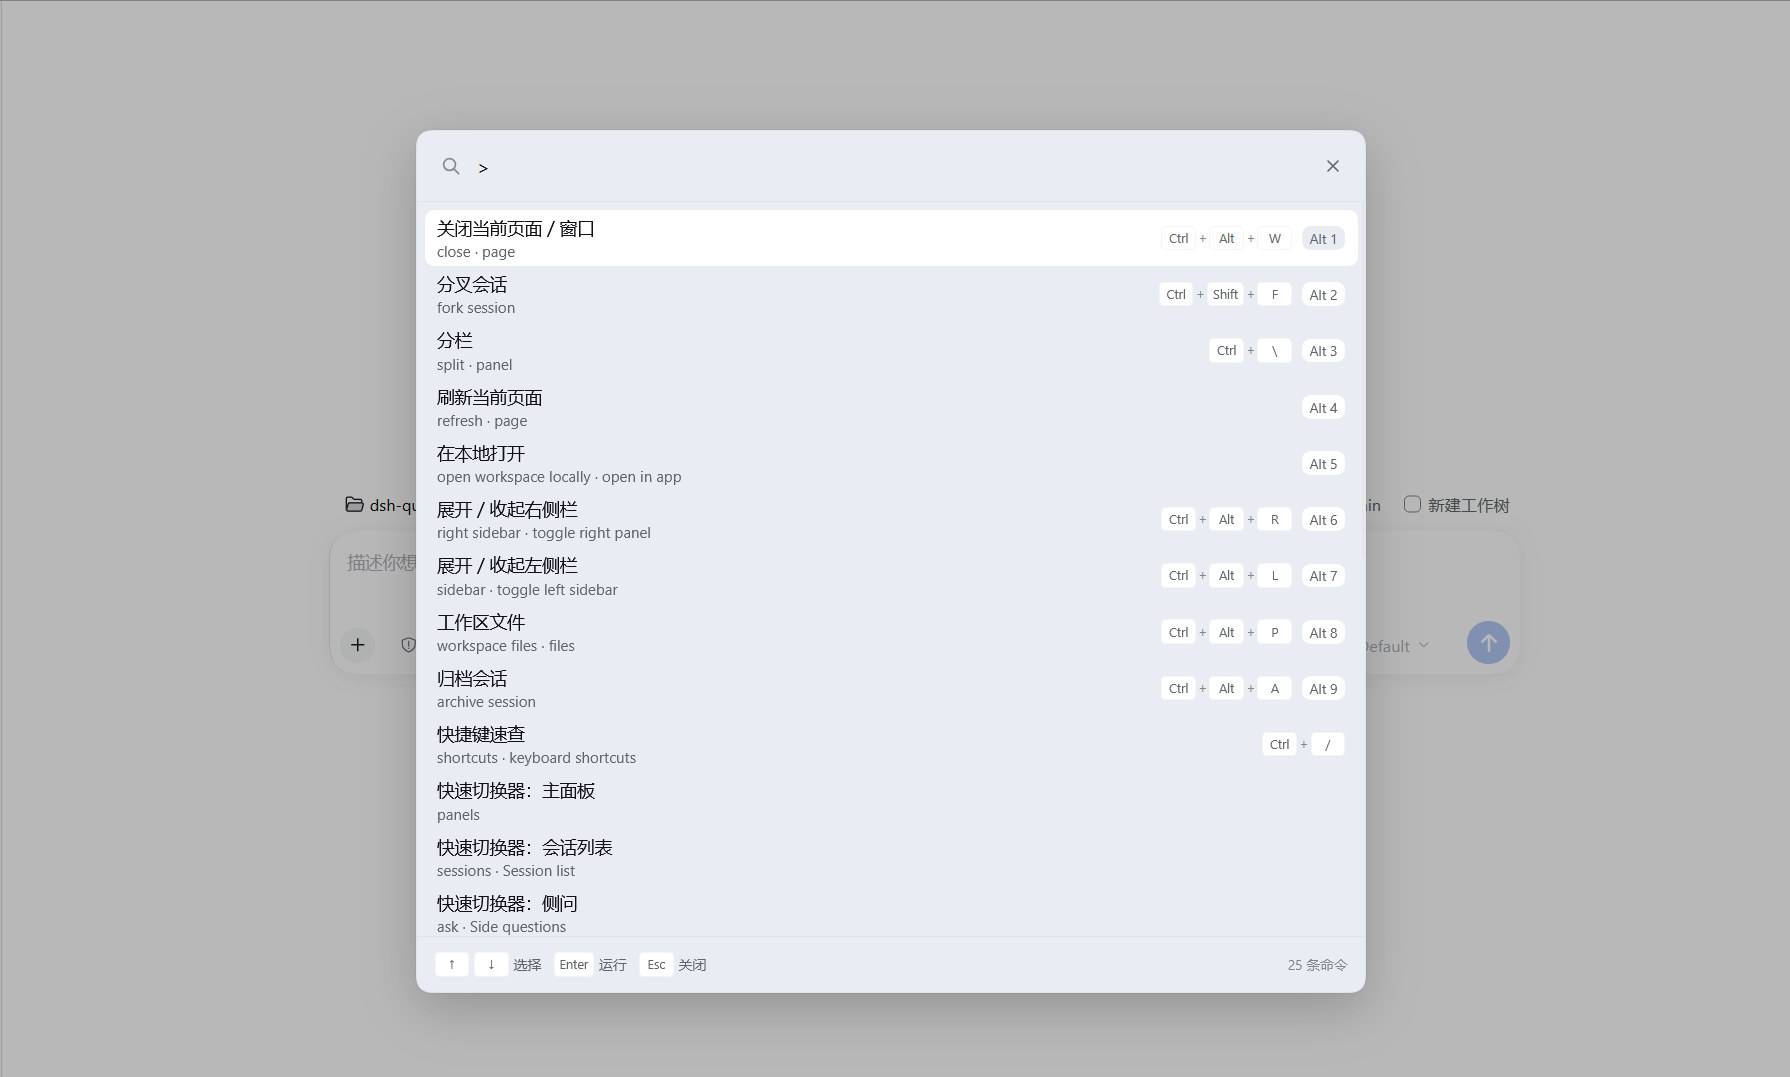 >
关闭当前页面 / 窗口
close · page
Ctrl + Alt + W Alt 1
分叉会话
fork session
Ctrl + Shift + F Alt 2
分栏
split · panel
Ctrl + \ Alt 3
刷新当前页面
refresh · page
Alt 4
在本地打开
open workspace locally · open in app
Alt 5
展开 / 收起右侧栏
right sidebar · toggle right panel
Ctrl + Alt + R Alt 6
展开 / 收起左侧栏
sidebar · toggle left sidebar
Ctrl + Alt + L Alt 7
工作区文件
workspace files · files
Ctrl + Alt + P Alt 8
归档会话
archive session
Ctrl + Alt + A Alt 9
快捷键速查
shortcuts · keyboard shortcuts
Ctrl + /
快速切换器：主面板
panels
快速切换器：会话列表
sessions · Session list
快速切换器：侧问
ask · Side questions
↑ ↓ 选择 Enter 运行 Esc 关闭
25 条命令
dsh-qu
in
新建工作树
描述你想
Default